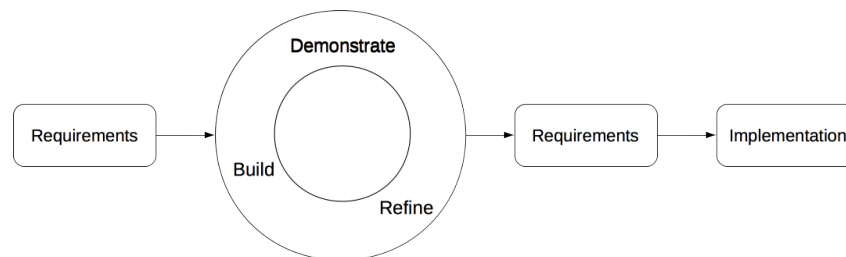 Demonstrate
Requirements
Requirements
Implementation
Build
Refine